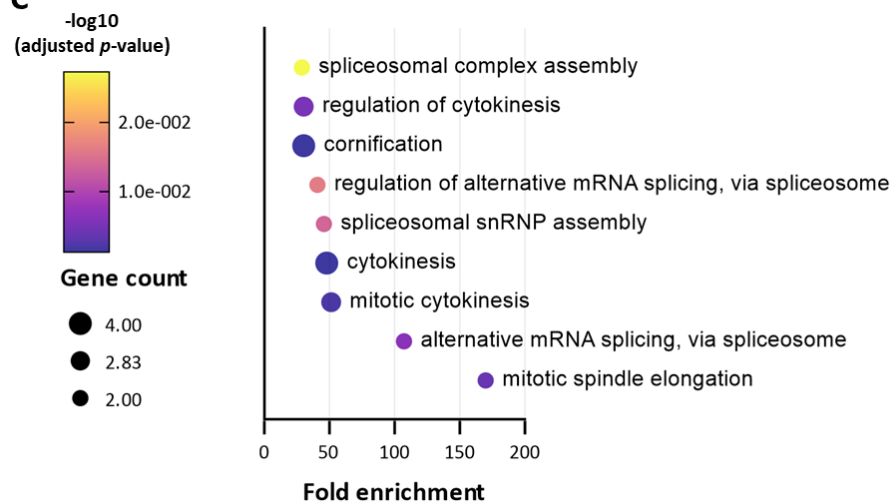 C
-log10
(adjusted p-value)
2.0e-002
1.0e-002
Gene count
4.00
2.83
2.00
spliceosomal complex assembly
regulation of cytokinesis
cornification
regulation of alternative mRNA splicing, via spliceosome
spliceosomal snRNP assembly
cytokinesis
mitotic cytokinesis
alternative mRNA splicing, via spliceosome
mitotic spindle elongation
0 50 100 150 200
Fold enrichment